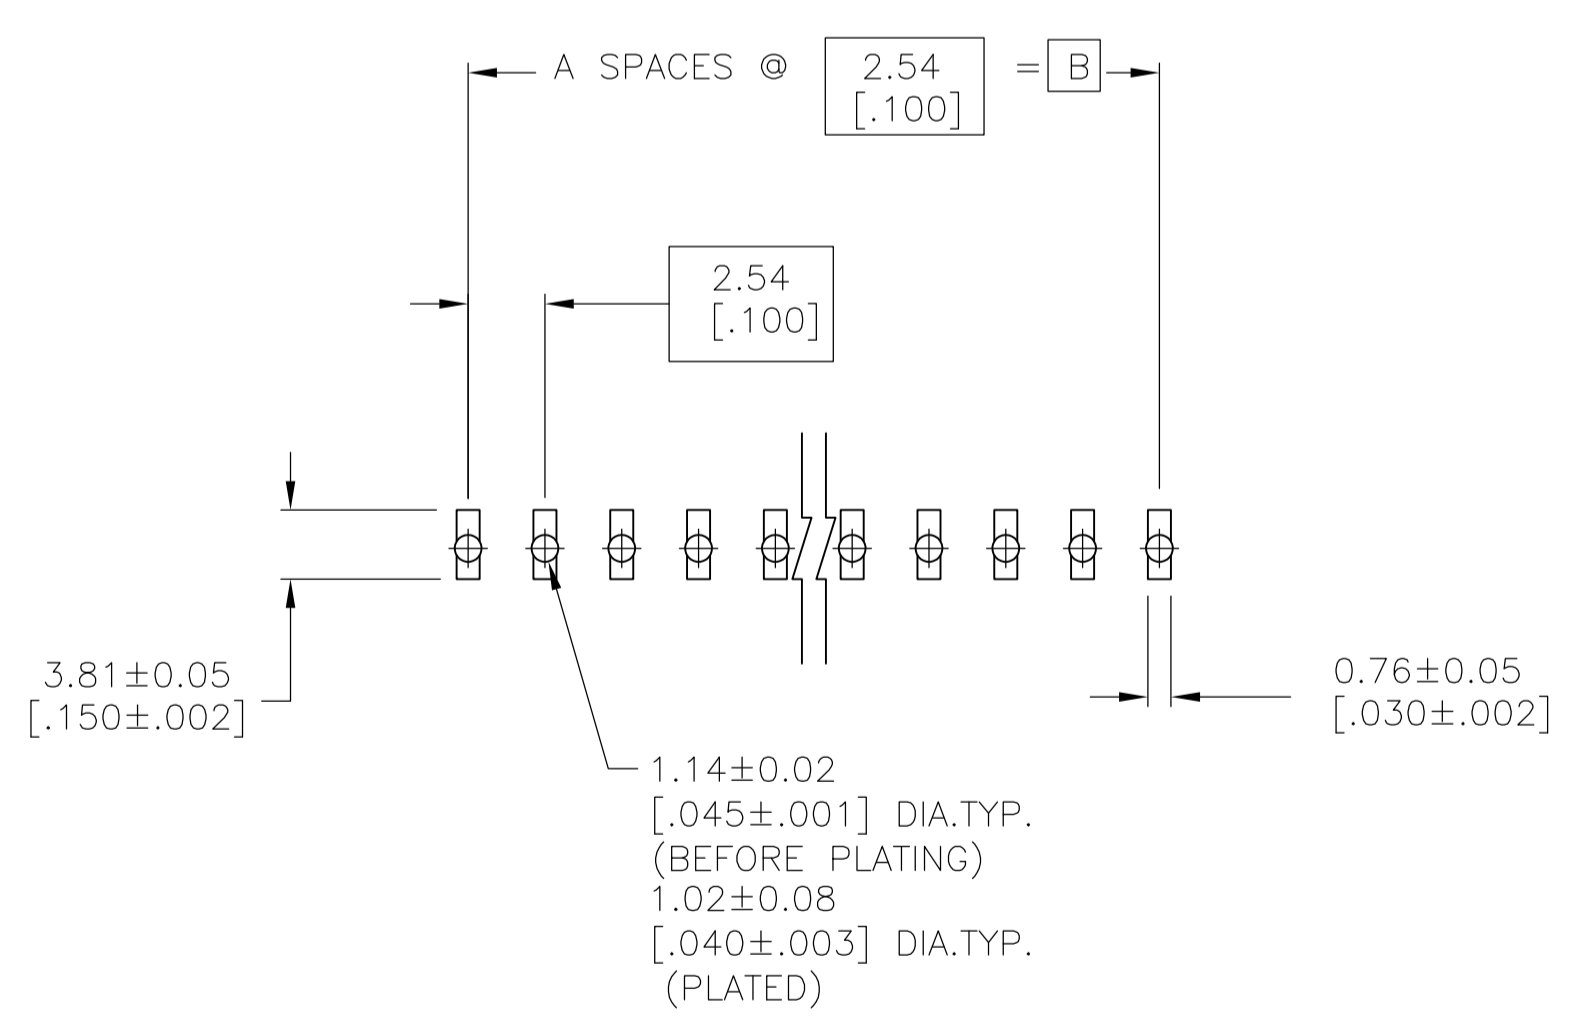 A SPACES @ 2.54 = B
[.100]
2.54
[.100]
3.81±0.05
[.150±.002]
0.76±0.05
[.030±.002]
1.14±0.02
[.045±.001] DIA.TYP.
(BEFORE PLATING)
1.02±0.08
[.040±.003] DIA.TYP.
(PLATED)